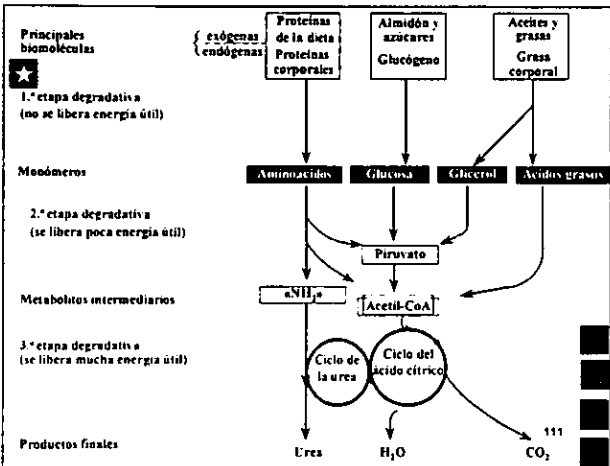 Principales
biomoléculas
exógenas
endógenas
Proteínas
de la dieta
Proteínas
corporales
Almidón y
azúcares
Glucógeno
Aceites y
grasas
Grasa
corporal
1.ª etapa degradativa
(no se libera energía útil)
Monómeros
Aminoácidos
Glucosa
Glicerol
Ácidos grasos
2.ª etapa degradativa
(se libera poca energía útil)
Piruvato
Metabolitos intermediarios
«NH₃»
Acetil-CoA
3.ª etapa degradativa
(se libera mucha energía útil)
Ciclo de
la urea
Ciclo del
ácido cítrico
111
Productos finales
Urea
H₂O
CO₂